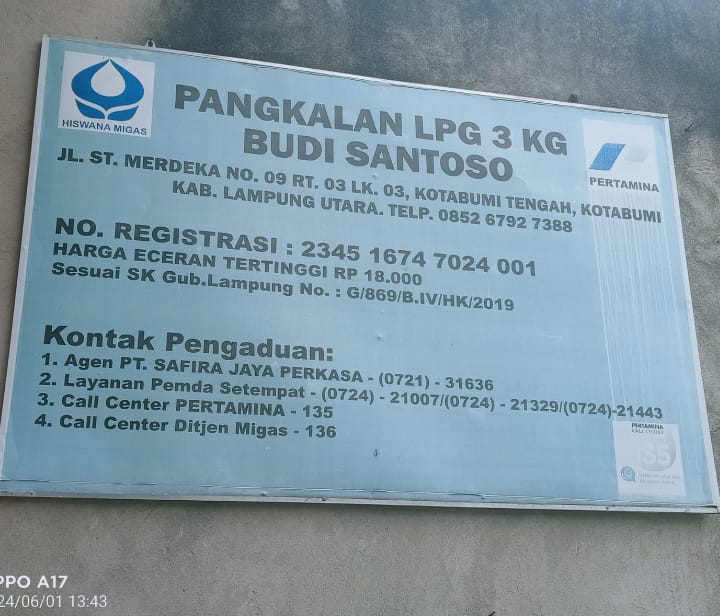 HISWANA MIGAS
PANGKALAN LPG 3 KG
BUDI SANTOSO
JL. ST. MERDEKA NO. 09 RT. 03 LK. 03, KOTABUMI TENGAH, KOTABUMI
KAB. LAMPUNG UTARA. TELP. 0852 6792 7388
PERTAMINA
NO. REGISTRASI : 2345 1674 7024 001
HARGA ECERAN TERTINGGI RP 18.000
Sesuai SK Gub.Lampung No. : G/869/B.IV/HK/2019
Kontak Pengaduan:
1. Agen PT. SAFIRA JAYA PERKASA - (0721) - 31636
2. Layanan Pemda Setempat - (0724) - 21007/(0724) - 21329/(0724)-21443
3. Call Center PERTAMINA - 135
4. Call Center Ditjen Migas - 136
PERTAMINA
CALL CENTER
135
PPO A17
24/06/01 13:43